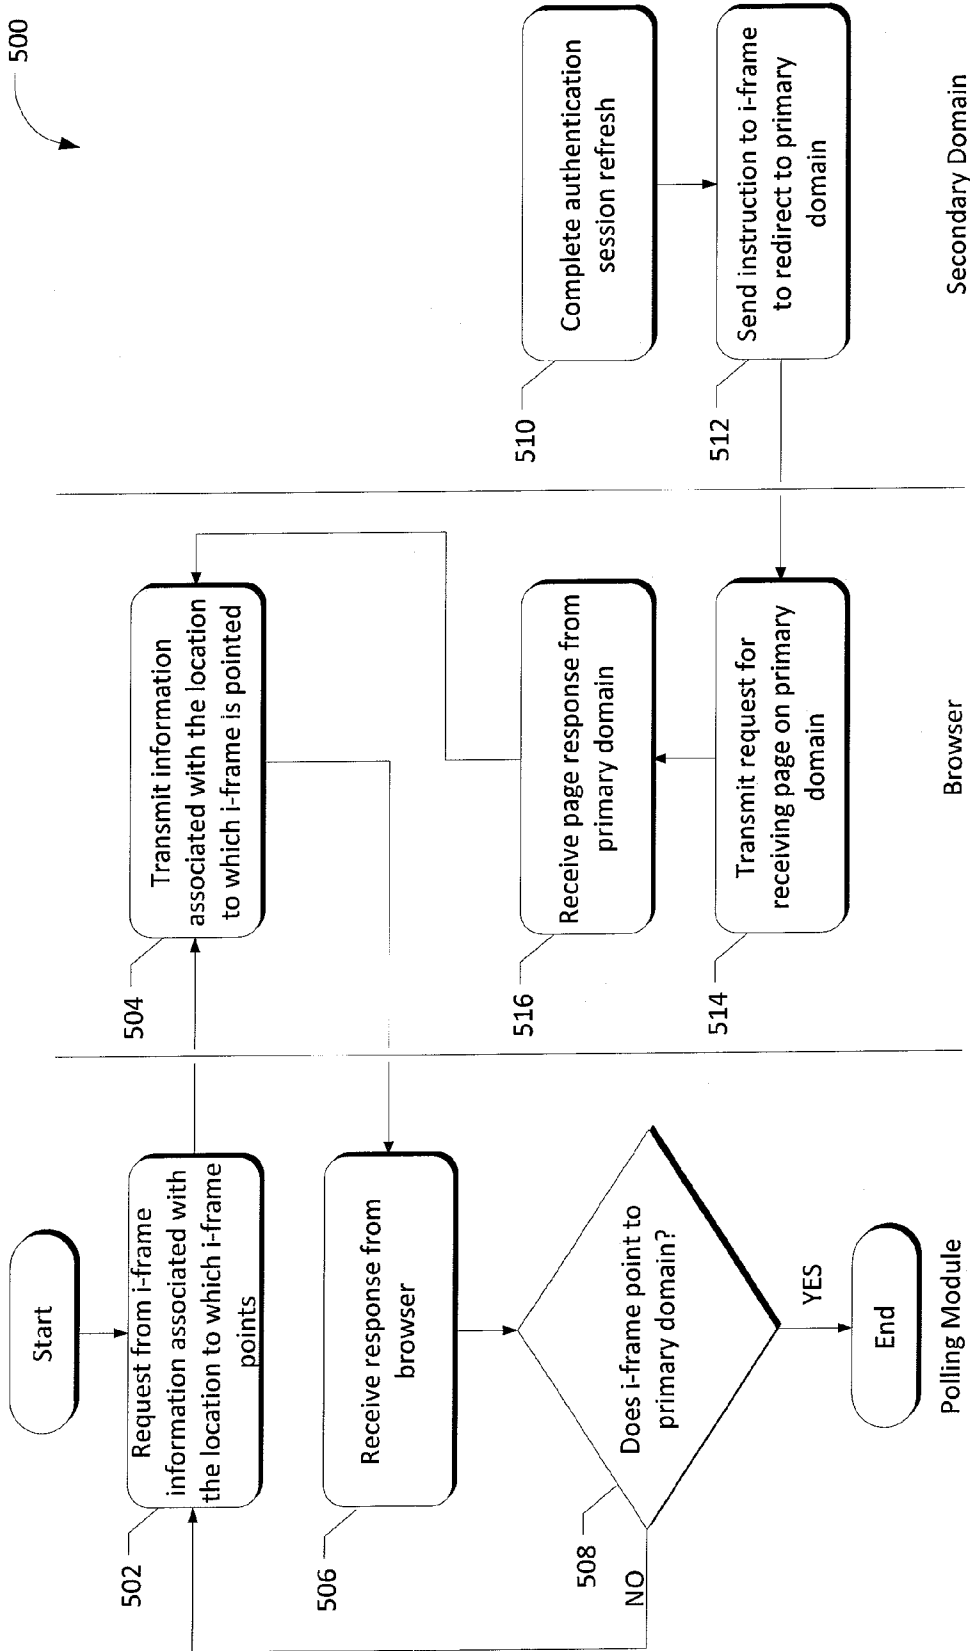 500
Start
502
Request from i-frame
information associated with
the location to which i-frame
points
506
Receive response from
browser
508
Does i-frame point to
primary domain?
NO
YES
End
Polling Module
504
Transmit information
associated with the location
to which i-frame is pointed
516
Receive page response from
primary domain
514
Transmit request for
receiving page on primary
domain
Browser
510
Complete authentication
session refresh
512
Send instruction to i-frame
to redirect to primary
domain
Secondary Domain